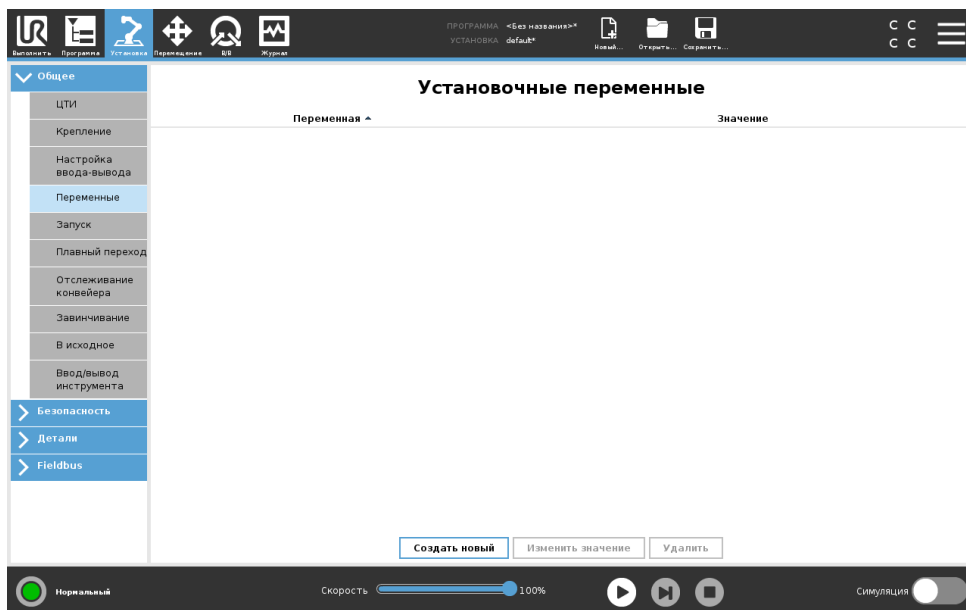 ПРОГРАММА <Без названия>*
УСТАНОВКА default*
Выполнить Программа Установка Перемещение В/В Журнал
Новый... Открыть... Сохранить...
C C
C C
Общее
ЦТИ
Крепление
Настройка
ввода-вывода
Переменные
Запуск
Плавный переход
Отслеживание
конвейера
Завинчивание
В исходное
Ввод/вывод
инструмента
Безопасность
Детали
Fieldbus
Установочные переменные
Переменная Значение
Создать новый Изменить значение Удалить
Нормальный
Скорость 100%
Симуляция